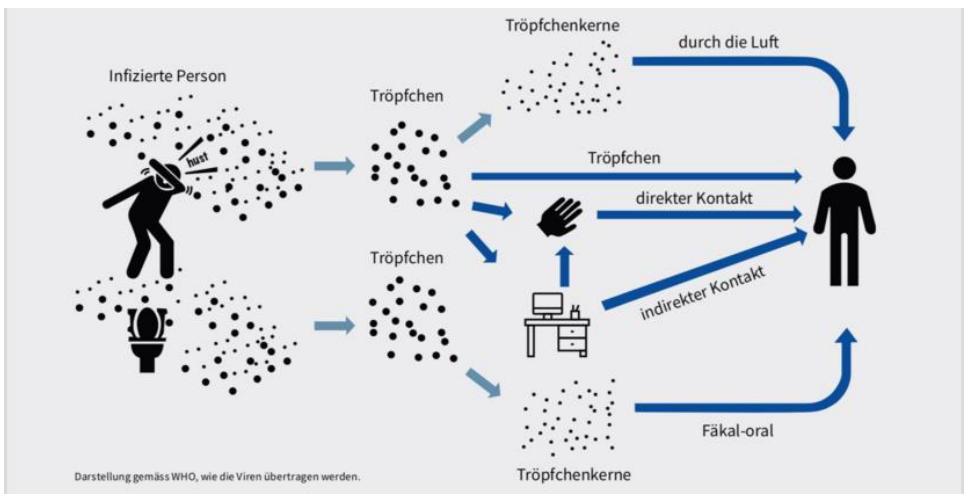 Tröpfchenkerne
durch die Luft
Infizierte Person
Tröpfchen
hust
Tröpfchen
direkter Kontakt
Tröpfchen
indirekter Kontakt
Fäkal-oral
Tröpfchenkerne
Darstellung gemäss WHO, wie die Viren übertragen werden.